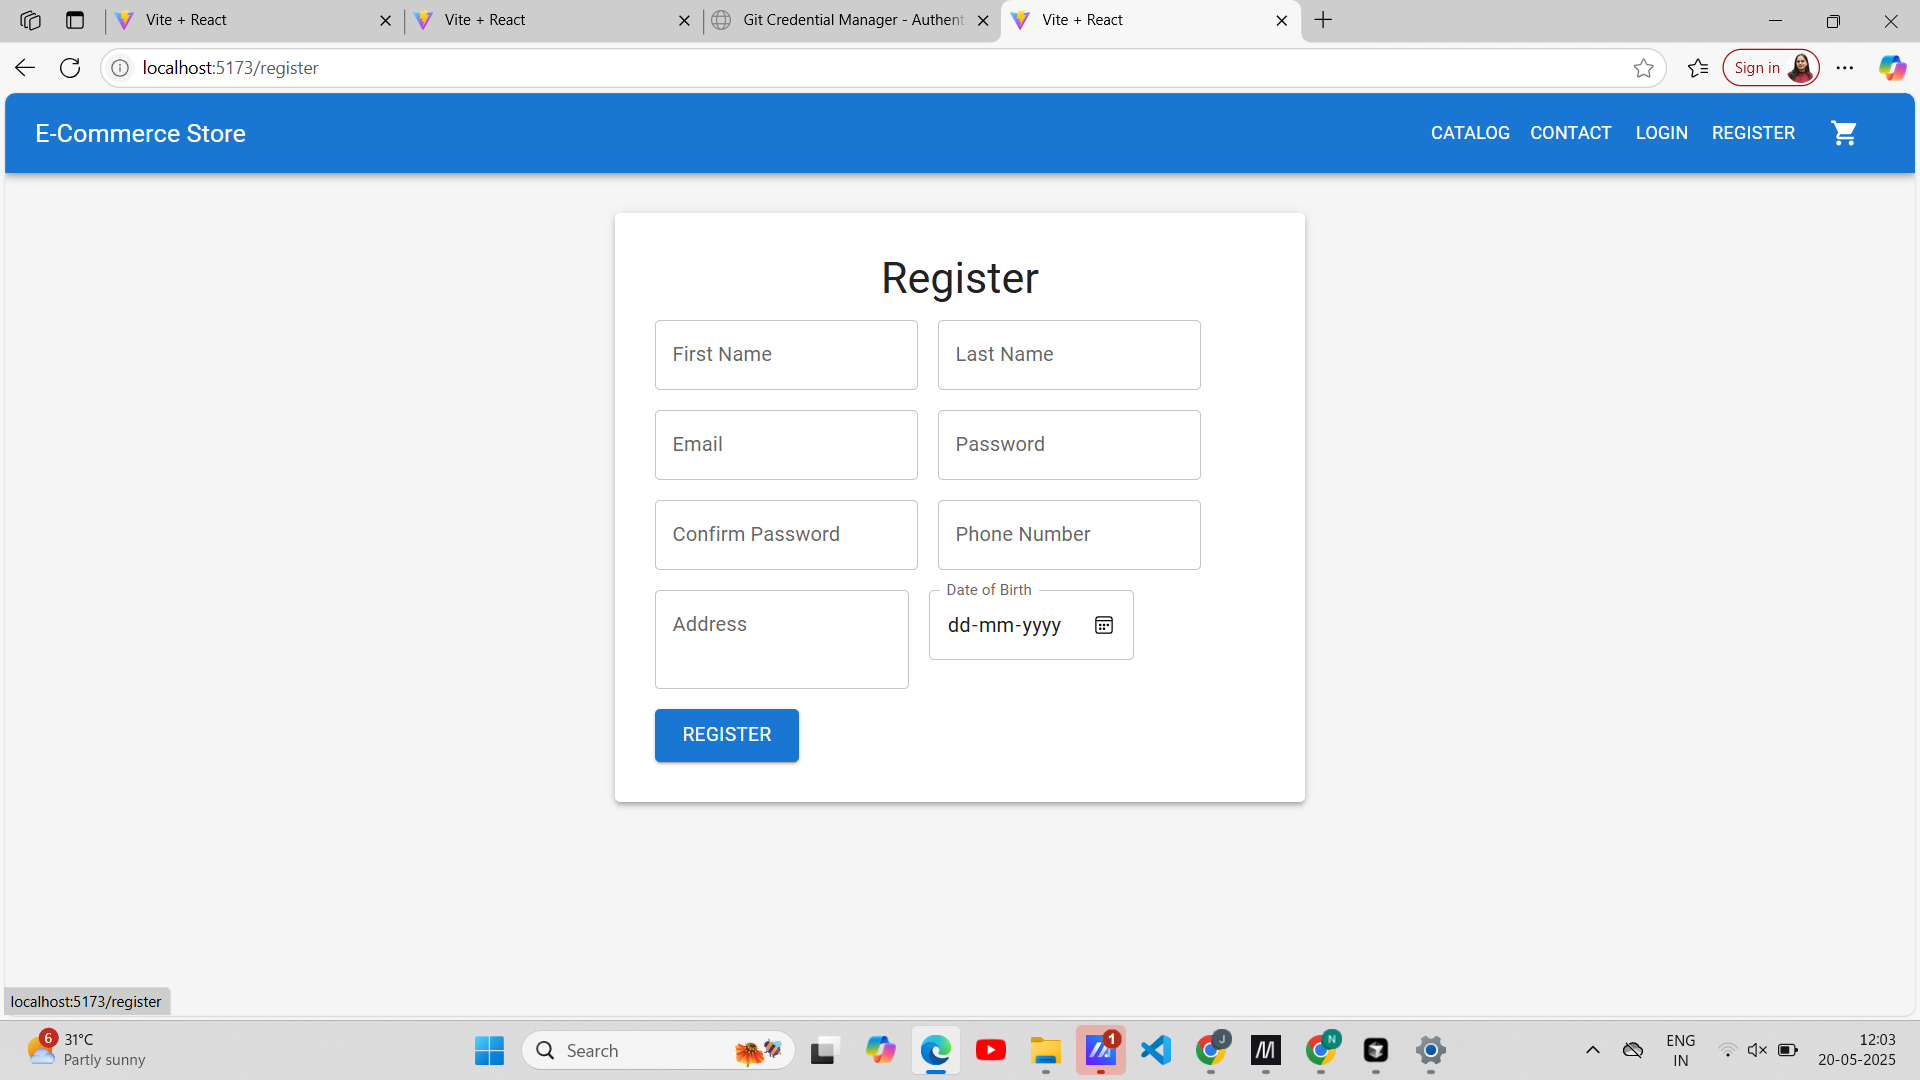 Vite + React
Vite + React
Git Credential Manager - Authent
Vite + React
localhost:5173/register
Sign in
E-Commerce Store
CATALOG
CONTACT
LOGIN
REGISTER
Register
First Name
Last Name
Email
Password
Confirm Password
Phone Number
Address
Date of Birth
dd-mm-yyyy
REGISTER
localhost:5173/register
6
31°C
Partly sunny
Search
1
J
N
ENG
IN
12:03
20-05-2025